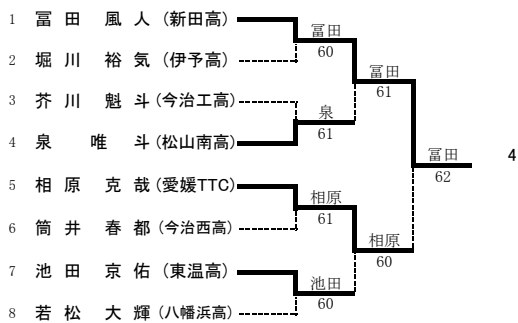 1 冨田 風人 (新田高)
冨田
60
2 堀川 裕気 (伊予高)
冨田
61
3 芥川 魁斗 (今治工高)
泉
61
4 泉 唯斗 (松山南高)
冨田
62
4
5 相原 克哉 (愛媛TTC)
相原
61
6 筒井 春都 (今治西高)
相原
60
7 池田 京佑 (東温高)
池田
60
8 若松 大輝 (八幡浜高)